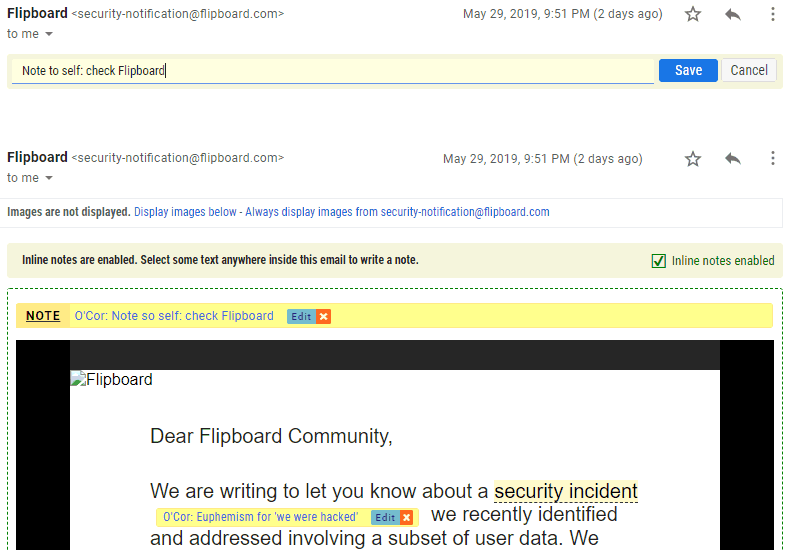 Flipboard <security-notification@flipboard.com> May 29, 2019, 9:51 PM (2 days ago)
to me
Note to self: check Flipboard Save Cancel
Flipboard <security-notification@flipboard.com> May 29, 2019, 9:51 PM (2 days ago)
to me
Images are not displayed. Display images below - Always display images from security-notification@flipboard.com
Inline notes are enabled. Select some text anywhere inside this email to write a note. Inline notes enabled
NOTE O'Cor: Note so self: check Flipboard Edit ✖
Flipboard
Dear Flipboard Community,
We are writing to let you know about a security incident
O'Cor: Euphemism for 'we were hacked' Edit ✖ we recently identified
and addressed involving a subset of user data. We